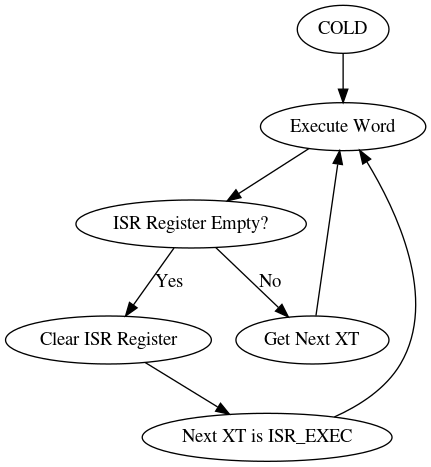 COLD
Execute Word
ISR Register Empty?
Yes
No
Clear ISR Register
Get Next XT
Next XT is ISR_EXEC